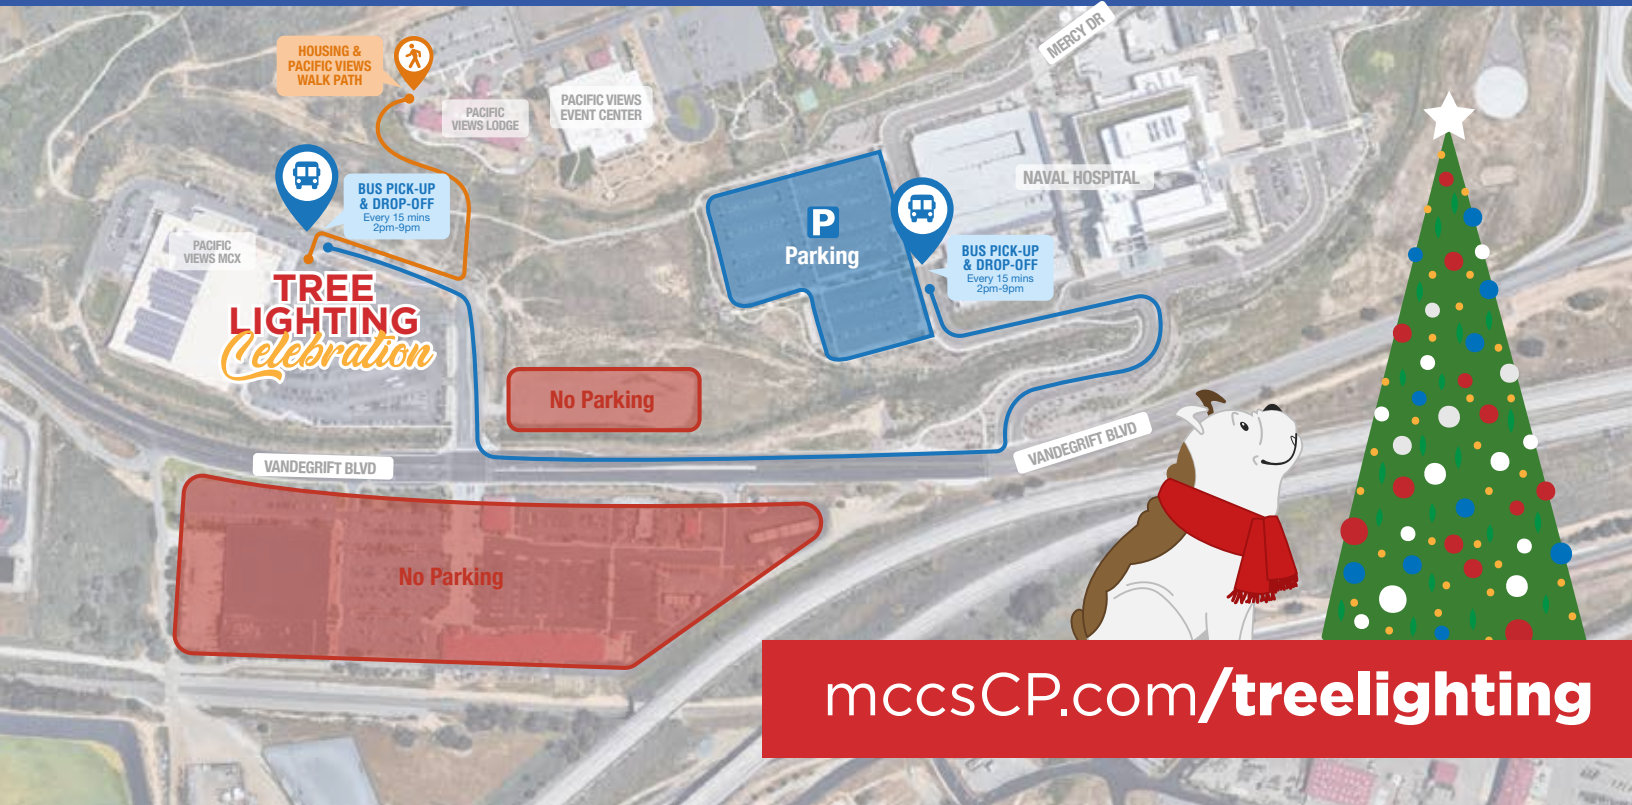 MERCY DR
HOUSING &
PACIFIC VIEWS
WALK PATH
PACIFIC
VIEWS LODGE
PACIFIC VIEWS
EVENT CENTER
NAVAL HOSPITAL
BUS PICK-UP
& DROP-OFF
Every 15 mins
2pm-9pm
P
Parking
PACIFIC
VIEWS MCX
BUS PICK-UP
& DROP-OFF
Every 15 mins
2pm-9pm
TREE
LIGHTING
Celebration
No Parking
VANDEGRIFT BLVD
VANDEGRIFT BLVD
No Parking
mccsCP.com/treelighting